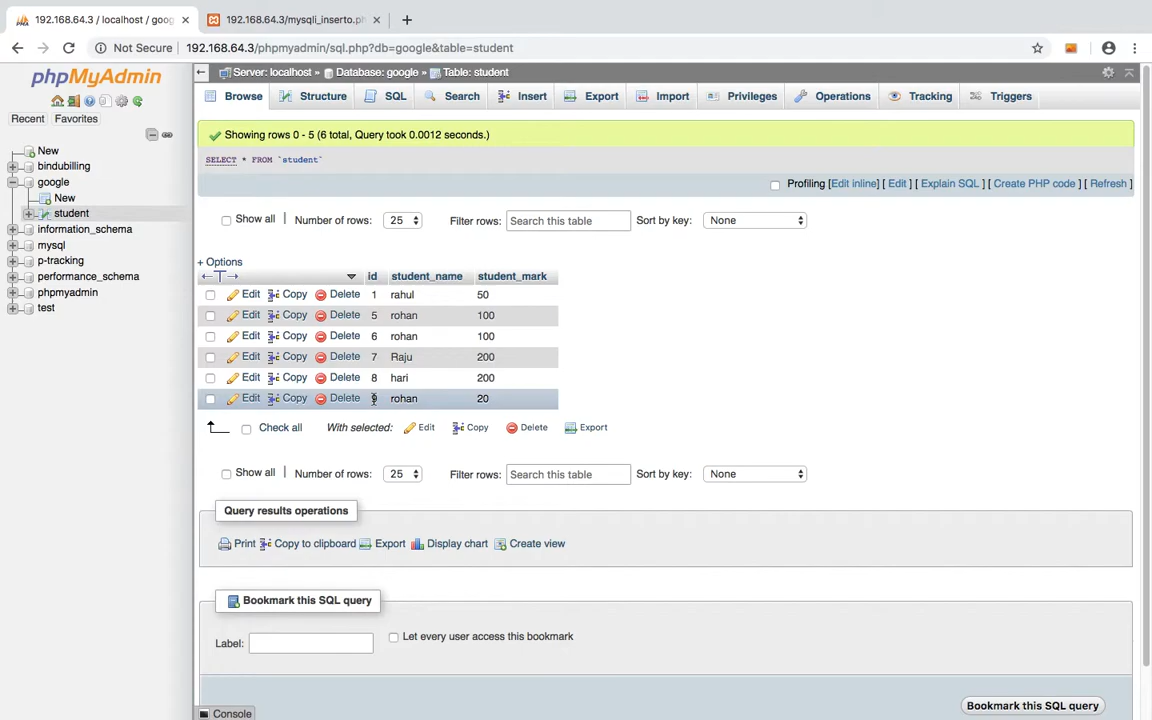 192.168.64.3 / localhost / goog
192.168.64.3/mysqli_inserto.ph
Not Secure 192.168.64.3/phpmyadmin/sql.php?db=google&table=student
phpMyAdmin
Recent Favorites
New
bindubilling
google
New
student
information_schema
mysql
p-tracking
performance_schema
phpmyadmin
test
Server: localhost » Database: google » Table: student
Browse Structure SQL Search Insert Export Import Privileges Operations Tracking Triggers
Showing rows 0 - 5 (6 total, Query took 0.0012 seconds.)
SELECT * FROM `student`
Profiling [Edit inline] [ Edit ] [ Explain SQL ] [ Create PHP code ] [ Refresh ]
Show all | Number of rows: 25 Filter rows: Search this table Sort by key: None
+ Options
id student_name student_mark
Edit Copy Delete 1 rahul 50
Edit Copy Delete 5 rohan 100
Edit Copy Delete 6 rohan 100
Edit Copy Delete 7 Raju 200
Edit Copy Delete 8 hari 200
Edit Copy Delete 9 rohan 20
Check all With selected: Edit Copy Delete Export
Show all | Number of rows: 25 Filter rows: Search this table Sort by key: None
Query results operations
Print Copy to clipboard Export Display chart Create view
Bookmark this SQL query
Label: Let every user access this bookmark
Bookmark this SQL query
Console